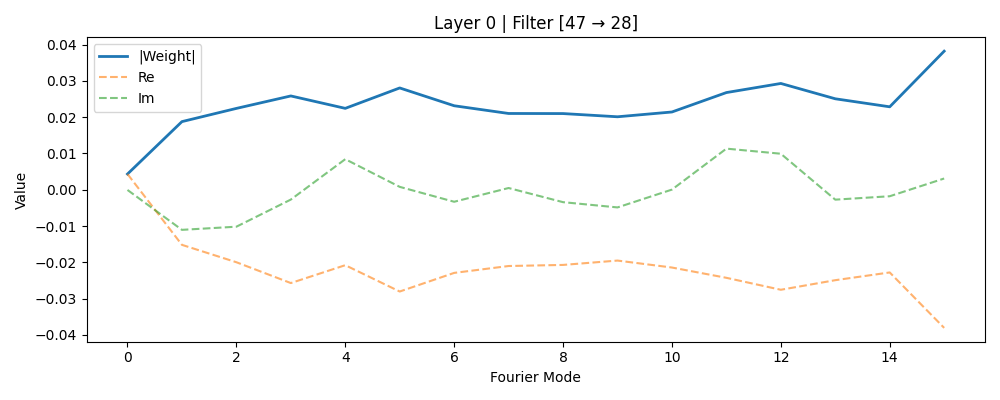 Layer 0 | Filter [47 → 28]
|Weight|
Re
Im
0.04
0.03
0.02
0.01
0.00
−0.01
−0.02
−0.03
−0.04
Value
0 2 4 6 8 10 12 14
Fourier Mode